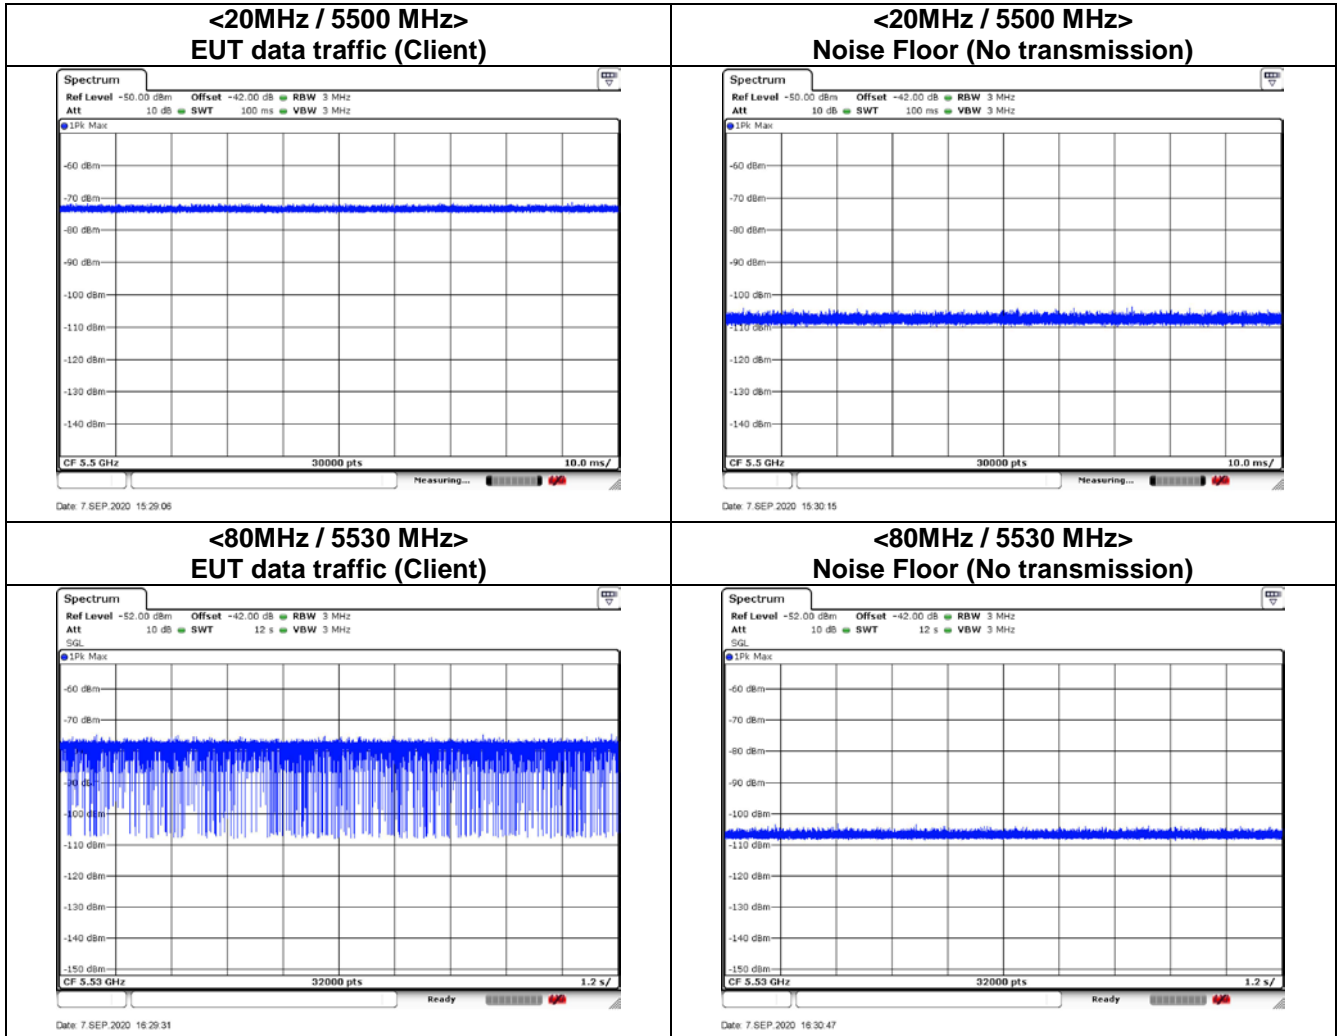 <20MHz / 5500 MHz>
EUT data traffic (Client)
Spectrum
Ref Level -50.00 dBm Offset -42.00 dB RBW 3 MHz
Att 10 dB SWT 100 ms VBW 3 MHz
1Pk Max
-60 dBm
-70 dBm
-80 dBm
-90 dBm
-100 dBm
-110 dBm
-120 dBm
-130 dBm
-140 dBm
CF 5.5 GHz 30000 pts 10.0 ms/
Measuring...
Date: 7.SEP.2020 15:29:06
<20MHz / 5500 MHz>
Noise Floor (No transmission)
Spectrum
Ref Level -50.00 dBm Offset -42.00 dB RBW 3 MHz
Att 10 dB SWT 100 ms VBW 3 MHz
1Pk Max
-60 dBm
-70 dBm
-80 dBm
-90 dBm
-100 dBm
-110 dBm
-120 dBm
-130 dBm
-140 dBm
CF 5.5 GHz 30000 pts 10.0 ms/
Measuring...
Date: 7.SEP.2020 15:30:15
<80MHz / 5530 MHz>
EUT data traffic (Client)
Spectrum
Ref Level -52.00 dBm Offset -42.00 dB RBW 3 MHz
Att 10 dB SWT 12 s VBW 3 MHz
SGL
1Pk Max
-60 dBm
-70 dBm
-80 dBm
-90 dBm
-100 dBm
-110 dBm
-120 dBm
-130 dBm
-140 dBm
-150 dBm
CF 5.53 GHz 32000 pts 1.2 s/
Ready
Date: 7.SEP.2020 16:29:31
<80MHz / 5530 MHz>
Noise Floor (No transmission)
Spectrum
Ref Level -52.00 dBm Offset -42.00 dB RBW 3 MHz
Att 10 dB SWT 12 s VBW 3 MHz
SGL
1Pk Max
-60 dBm
-70 dBm
-80 dBm
-90 dBm
-100 dBm
-110 dBm
-120 dBm
-130 dBm
-140 dBm
-150 dBm
CF 5.53 GHz 32000 pts 1.2 s/
Ready
Date: 7.SEP.2020 16:30:47